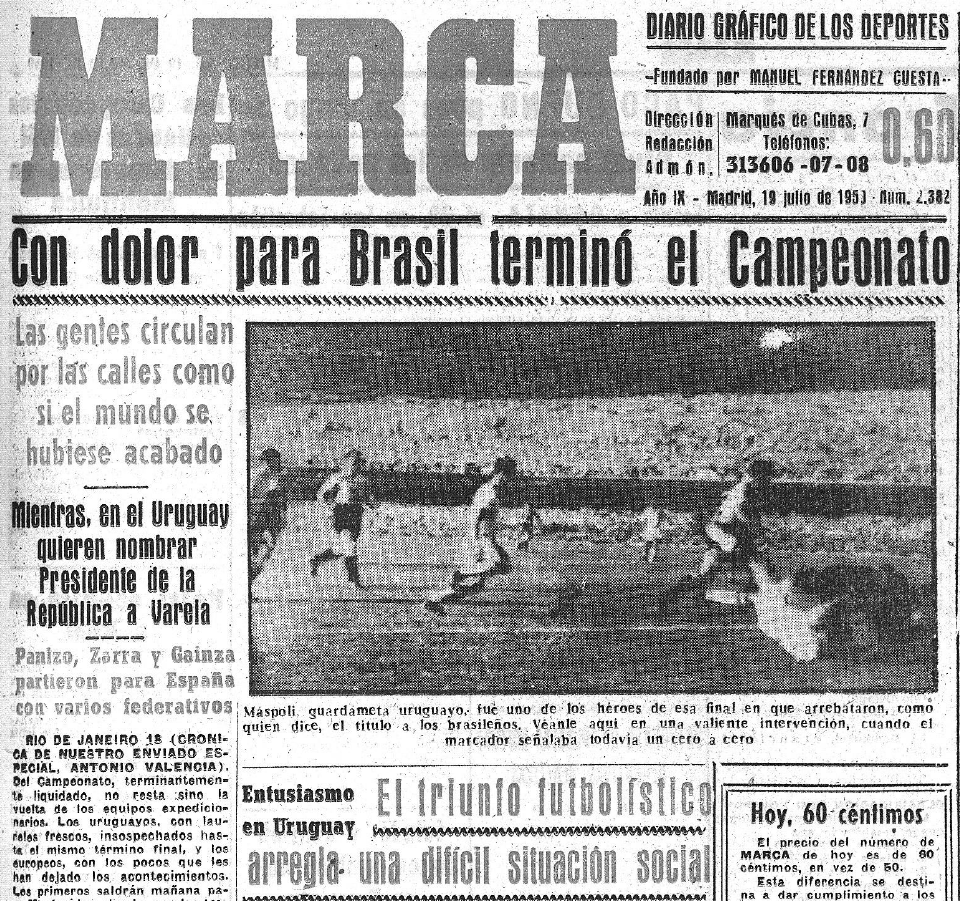 MARCA
DIARIO GRÁFICO DE LOS DEPORTES
-Fundado por MANUEL FERNÁNDEZ CUESTA-
Dirección
Redacción
Admón.
Marqués de Cubas, 7
Teléfonos:
313606 -07 - 08
0,60
Año IX - Madrid, 19 julio de 1950 - Num. 2.382
Con dolor para Brasil terminó el Campeonato
Las gentes circulan
por las calles como
si el mundo se
hubiese acabado
Mientras, en el Uruguay
quieren nombrar
Presidente de la
República a Varela
Panizo, Zarra y Gainza
partieron para España
con varios federativos
RIO DE JANEIRO 18 (CRONI-
CA DE NUESTRO ENVIADO ES-
PECIAL, ANTONIO VALENCIA).
Del Campeonato, terminantemen-
te liquidado, no resta sino la
vuelta de los equipos expedicio-
narios. Los uruguayos, con lau-
reles frescos, insospechados has-
ta el mismo término final, y los
europeos, con los pocos que les
han dejado los acontecimientos.
Los primeros saldrán mañana pa-
Máspoli, guardameta uruguayo, fué uno de los héroes de esa final en que arrebataron, como
quien dice, el título a los brasileños. Véanle aquí en una valiente intervención, cuando el
marcador señalaba todavía un cero a cero
Entusiasmo
en Uruguay
El triunfo futbolístico
arregla una difícil situación social
Hoy, 60 céntimos
El precio del número de
MARCA de hoy es de 60
céntimos, en vez de 50.
Esta diferencia se desti-
na a dar cumplimiento a los